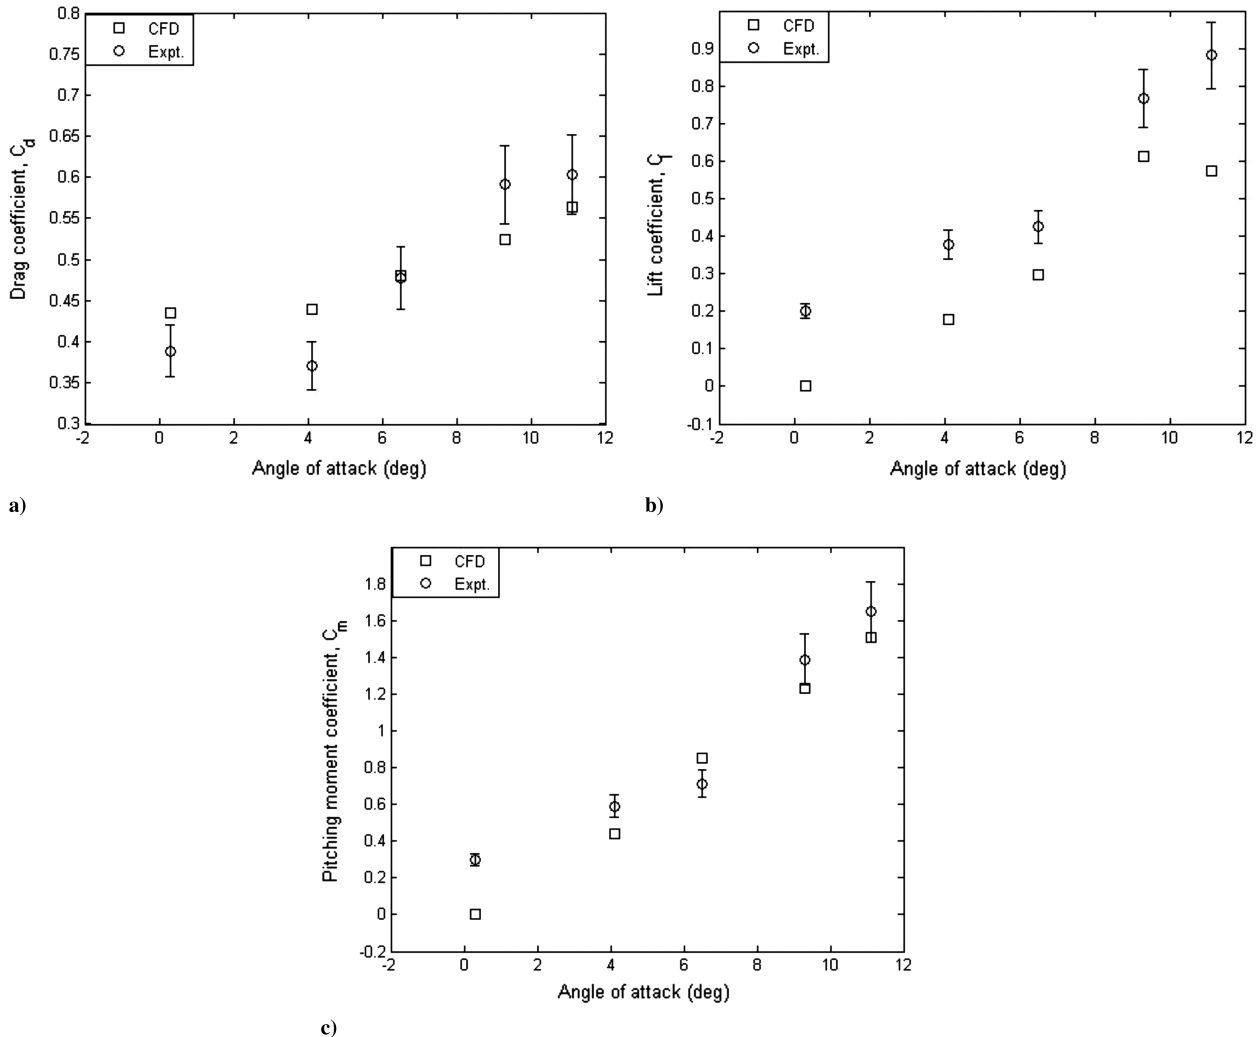 0.8
CFD
Expt.
0.75
0.7
0.65
0.6
0.55
0.5
0.45
0.4
0.35
0.3
-2 0 2 4 6 8 10 12
Drag coefficient, Cd
Angle of attack (deg)
a)
CFD
Expt.
0.9
0.8
0.7
0.6
0.5
0.4
0.3
0.2
0.1
0
-0.1
-2 0 2 4 6 8 10 12
Lift coefficient, Cl
Angle of attack (deg)
b)
CFD
Expt.
1.8
1.6
1.4
1.2
1
0.8
0.6
0.4
0.2
0
-0.2
-2 0 2 4 6 8 10 12
Pitching moment coefficient, Cm
Angle of attack (deg)
c)